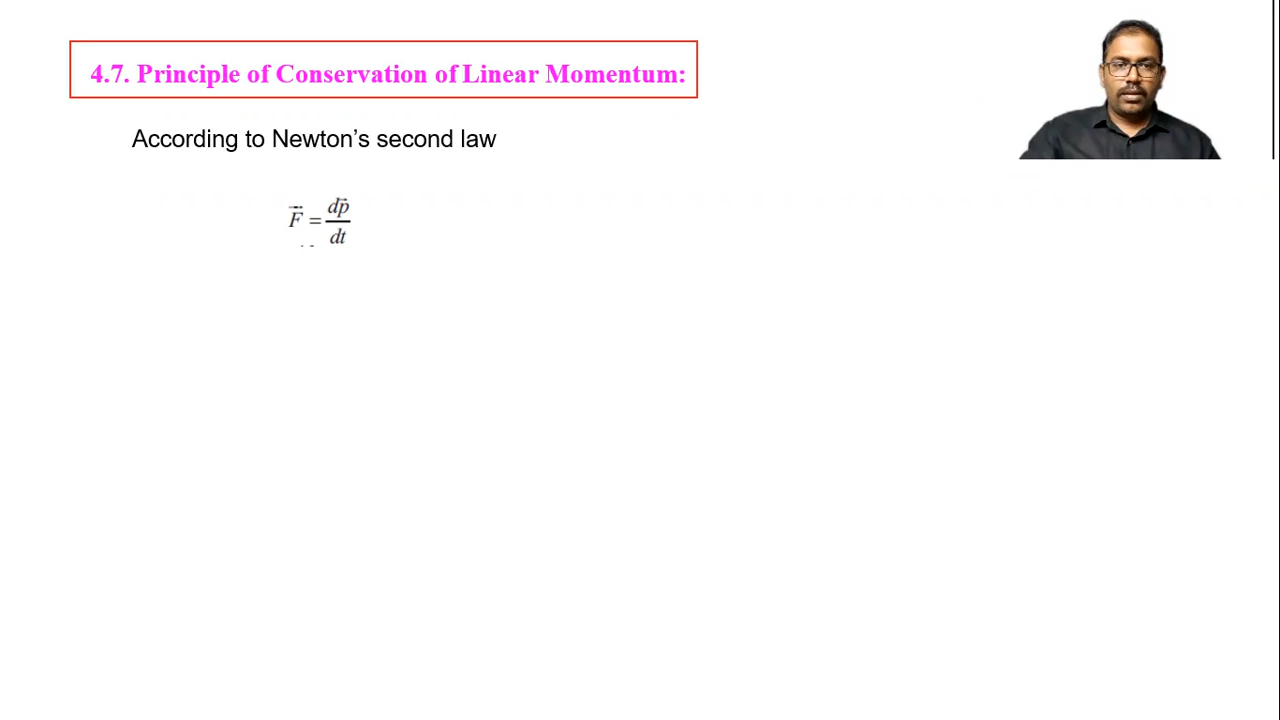 4.7. Principle of Conservation of Linear Momentum:
According to Newton’s second law
F⃗ = dp⃗/dt